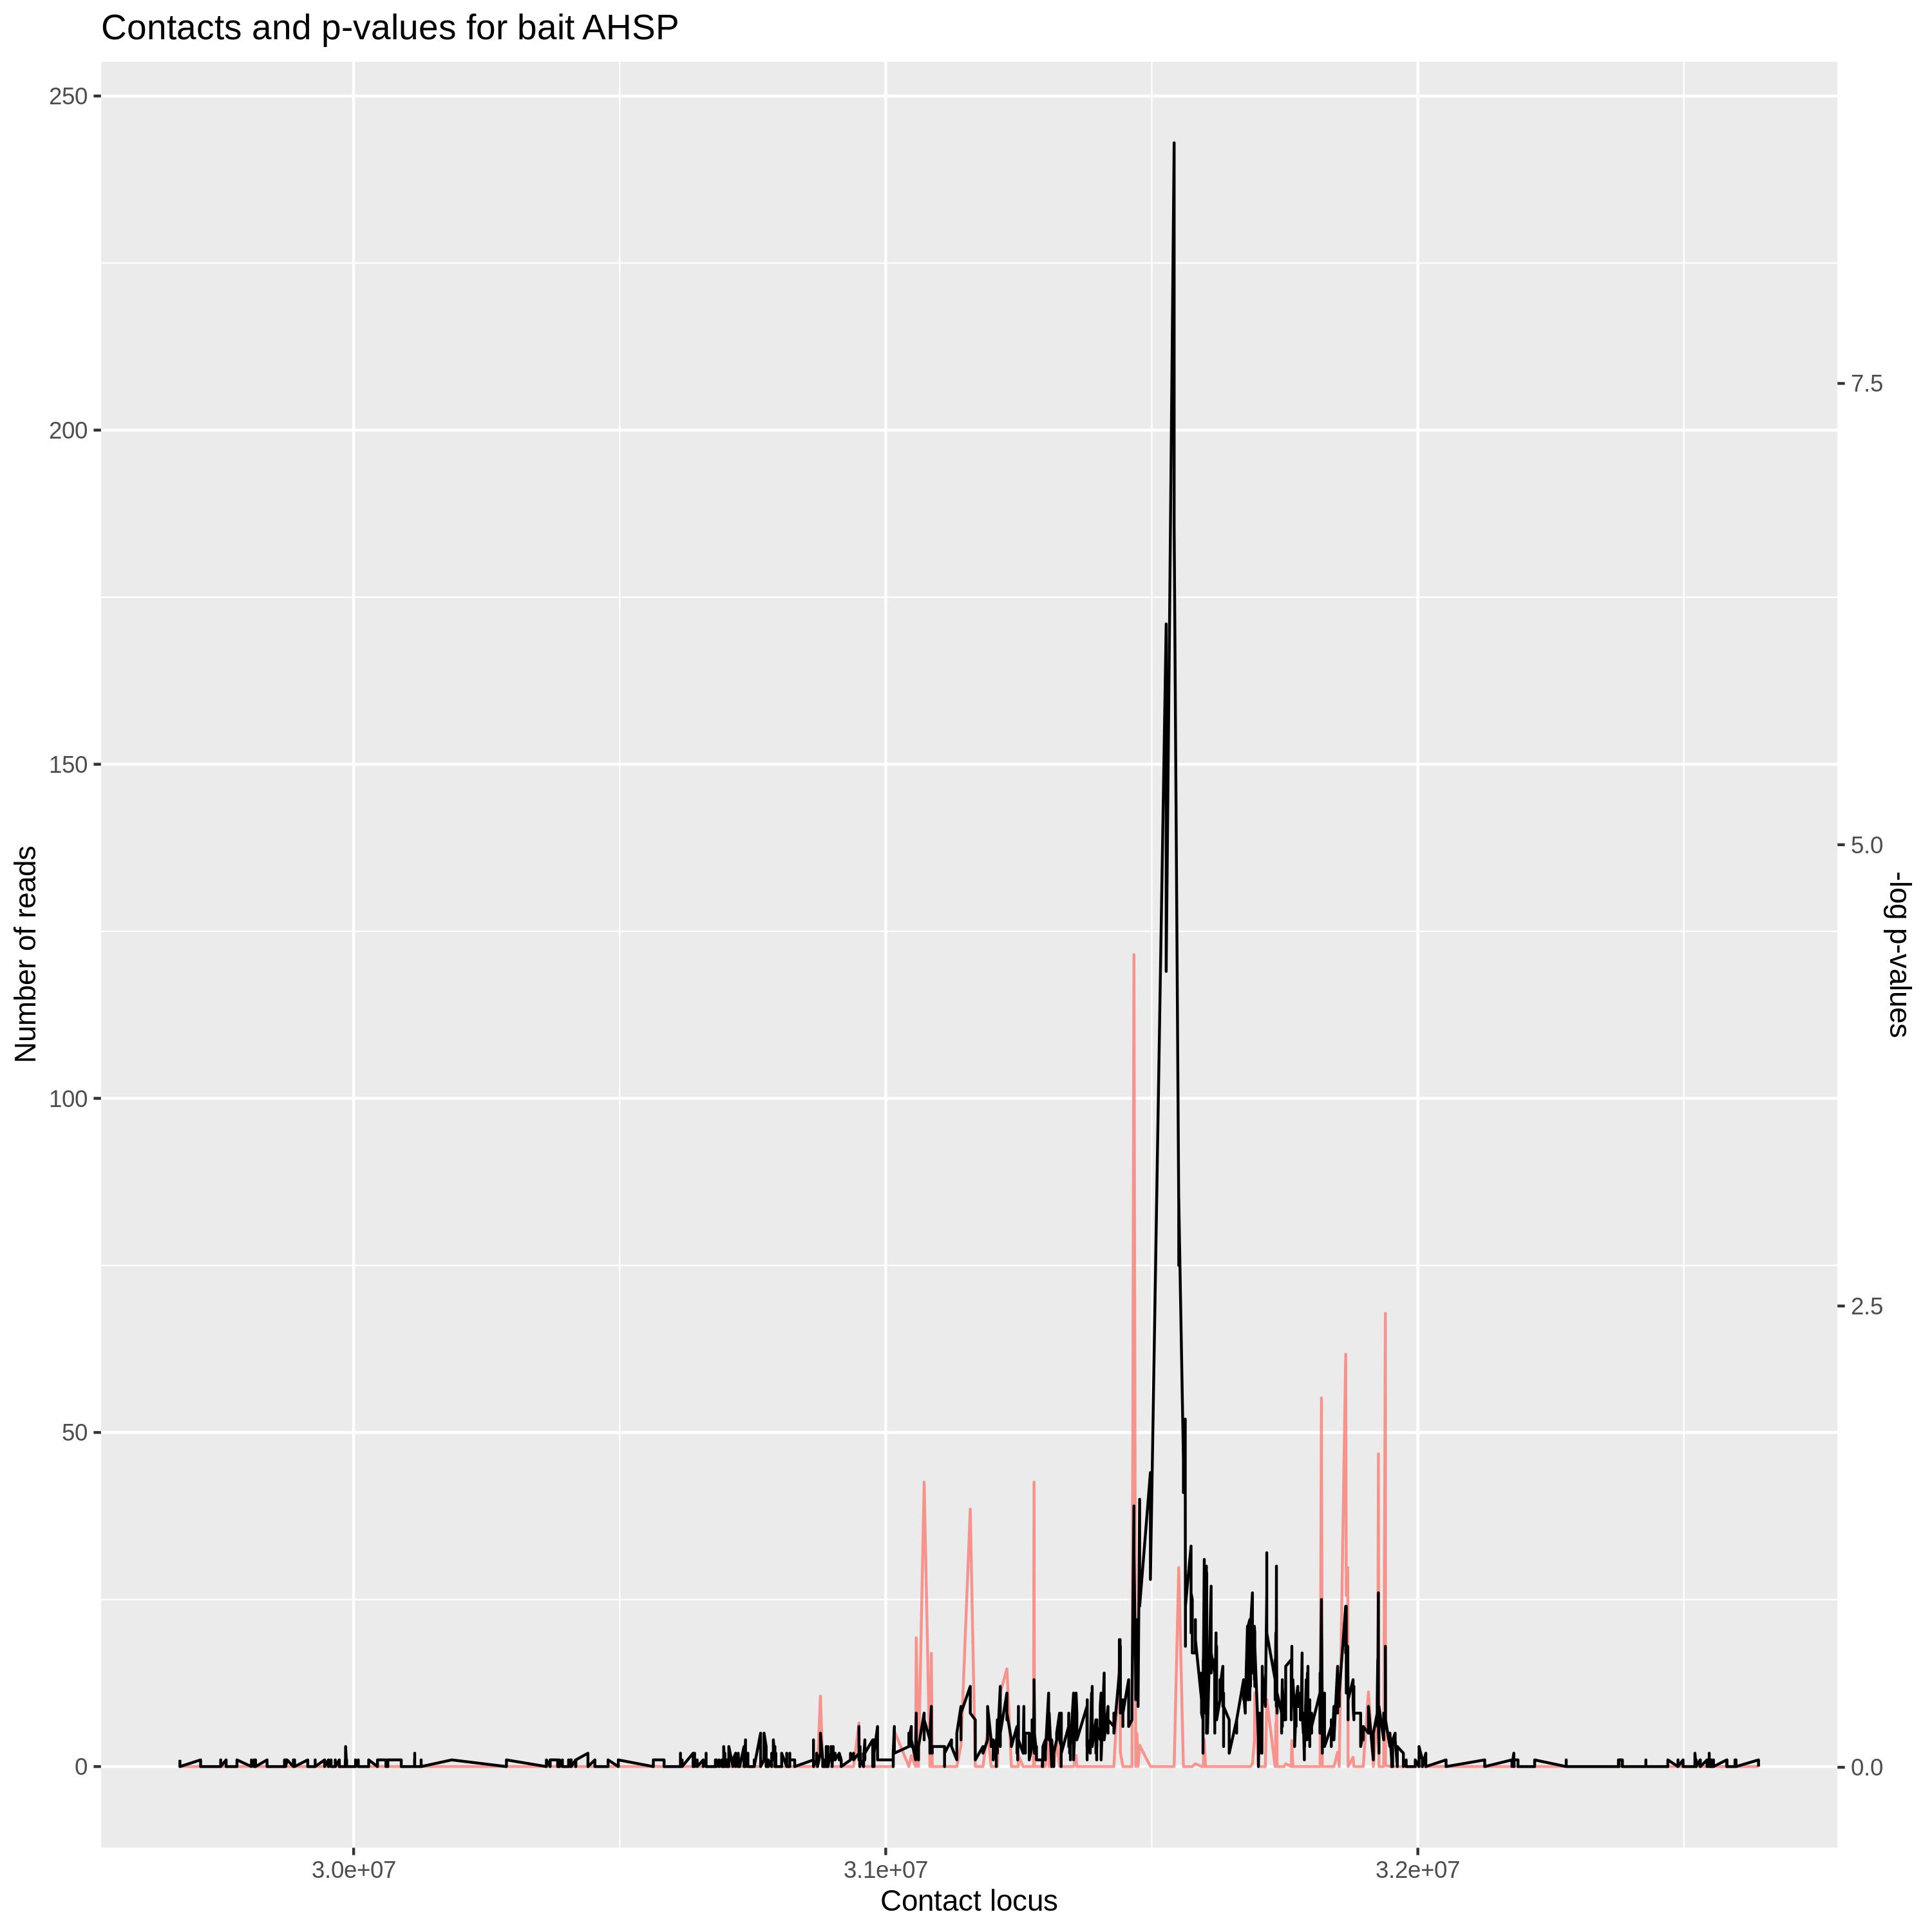 Contacts and p-values for bait AHSP
250
200
150
100
50
0
Number of reads
7.5
5.0
2.5
0.0
-log p-values
3.0e+07
3.1e+07
3.2e+07
Contact locus